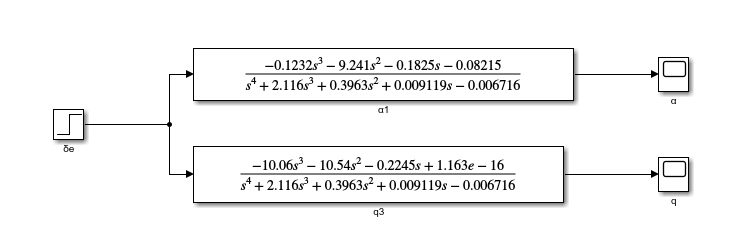 -0.1232s³ - 9.241s² - 0.1825s - 0.08215
s⁴ + 2.116s³ + 0.3963s² + 0.009119s - 0.006716
α1
α
δe
-10.06s³ - 10.54s² - 0.2245s + 1.163e - 16
s⁴ + 2.116s³ + 0.3963s² + 0.009119s - 0.006716
q3
q